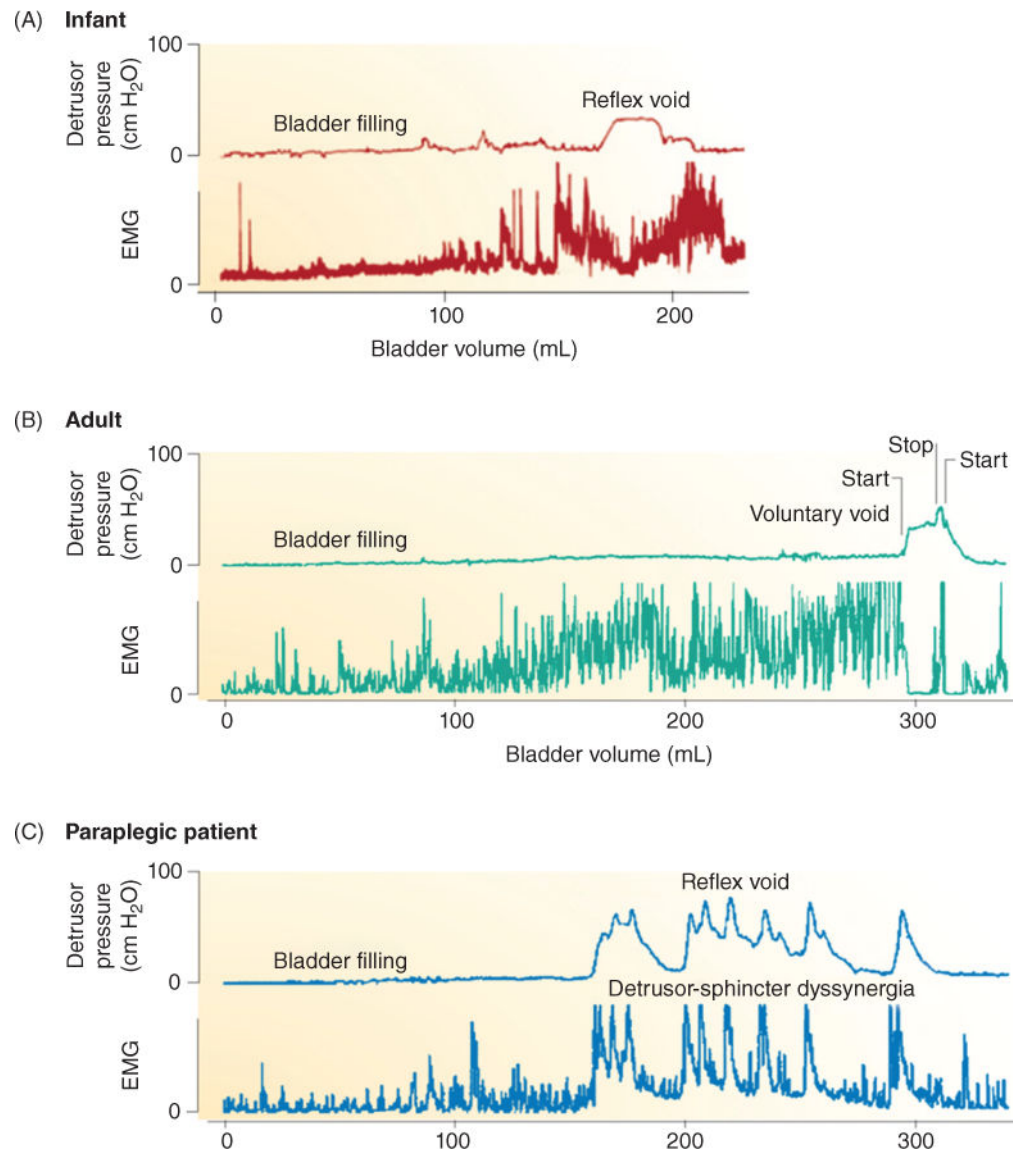 (A) Infant
Detrusor
pressure
(cm H₂O)
100
0
Bladder filling
Reflex void
EMG
0
0 100 200
Bladder volume (mL)
(B) Adult
Detrusor
pressure
(cm H₂O)
100
0
Bladder filling
Stop
Start
Start
Voluntary void
EMG
0
0 100 200 300
Bladder volume (mL)
(C) Paraplegic patient
Detrusor
pressure
(cm H₂O)
100
0
Bladder filling
Reflex void
Detrusor-sphincter dyssynergia
EMG
0
0 100 200 300